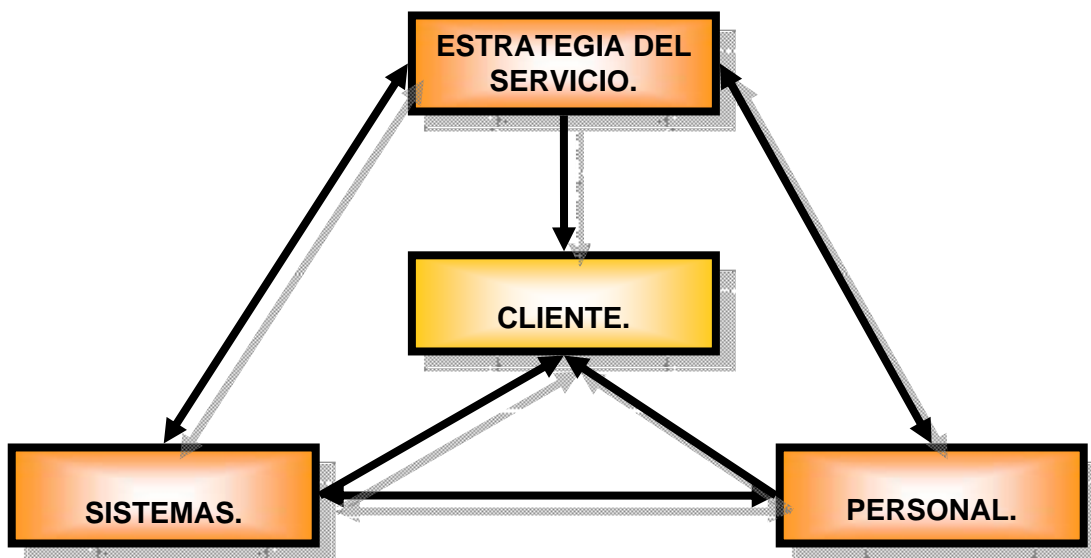 ESTRATEGIA DEL
SERVICIO.
CLIENTE.
SISTEMAS.
PERSONAL.